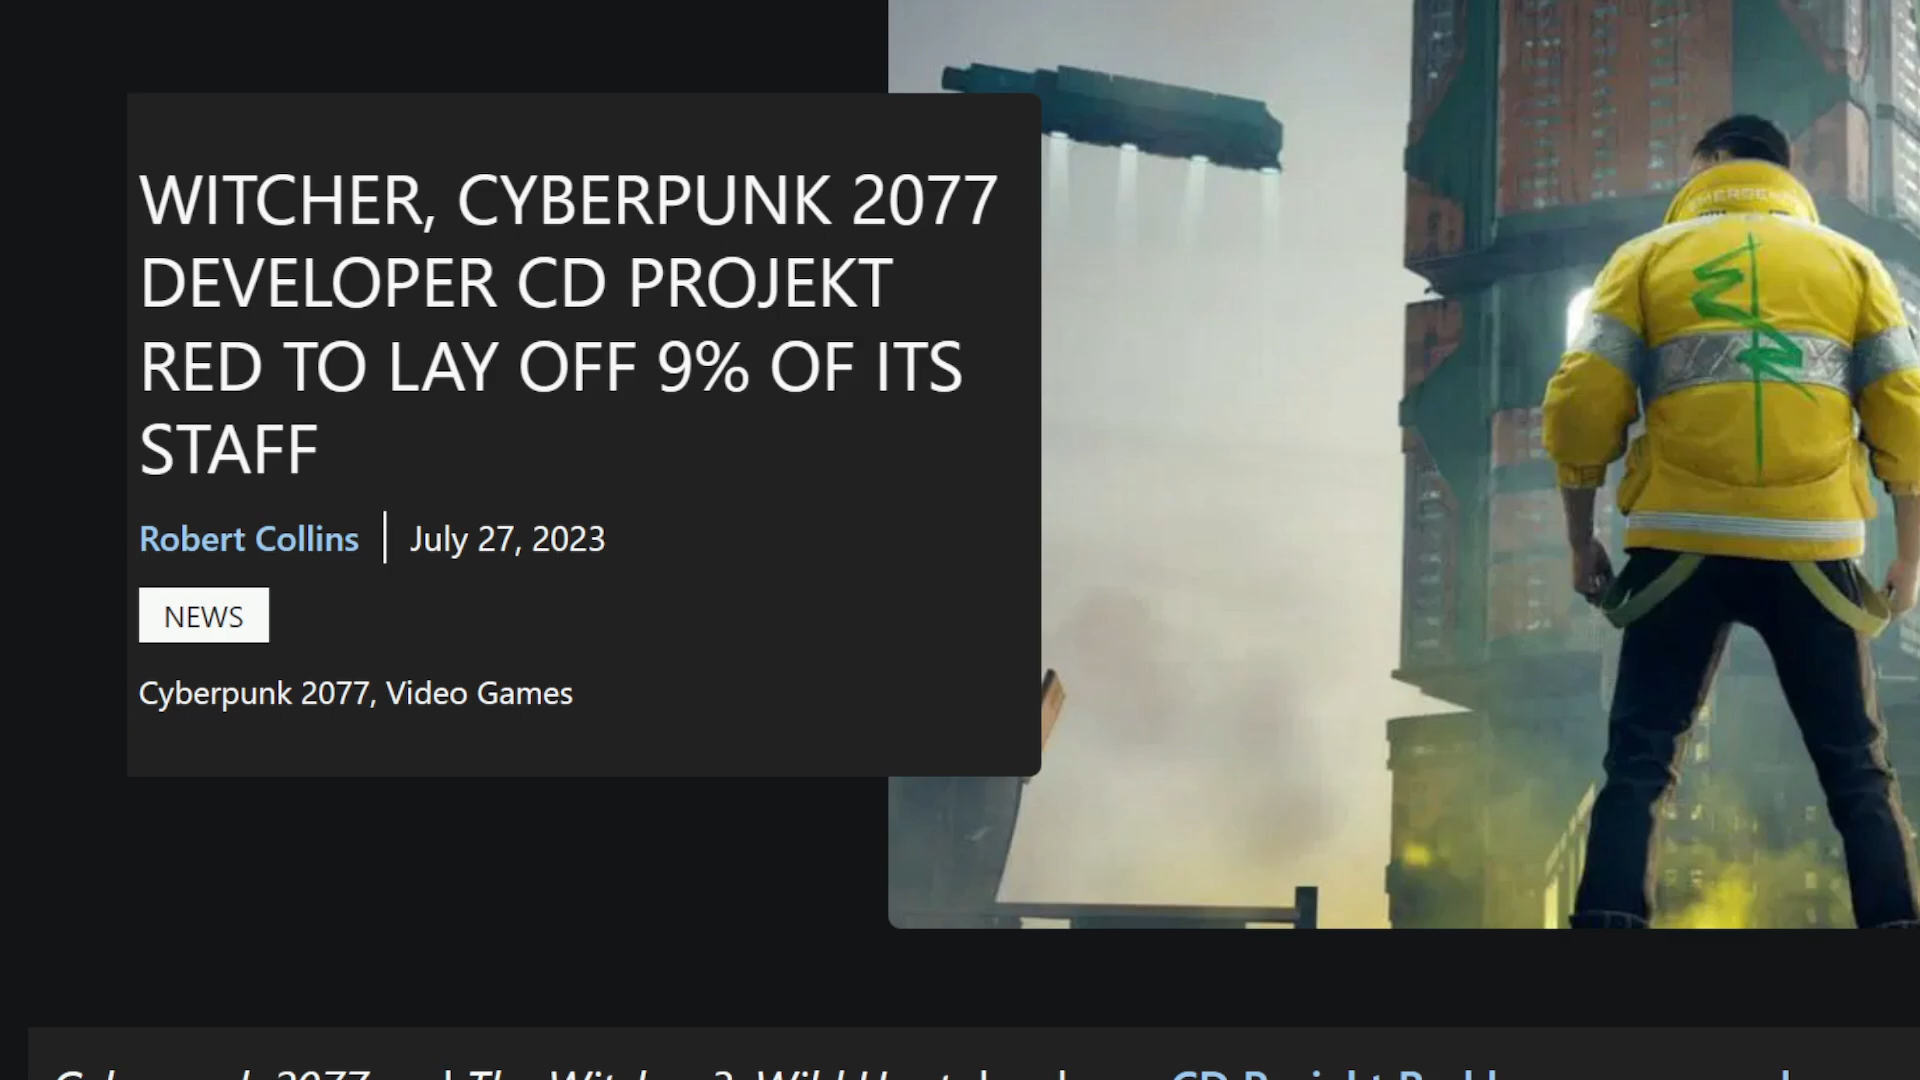 WITCHER, CYBERPUNK 2077
DEVELOPER CD PROJEKT
RED TO LAY OFF 9% OF ITS
STAFF
Robert Collins
July 27, 2023
NEWS
Cyberpunk 2077, Video Games